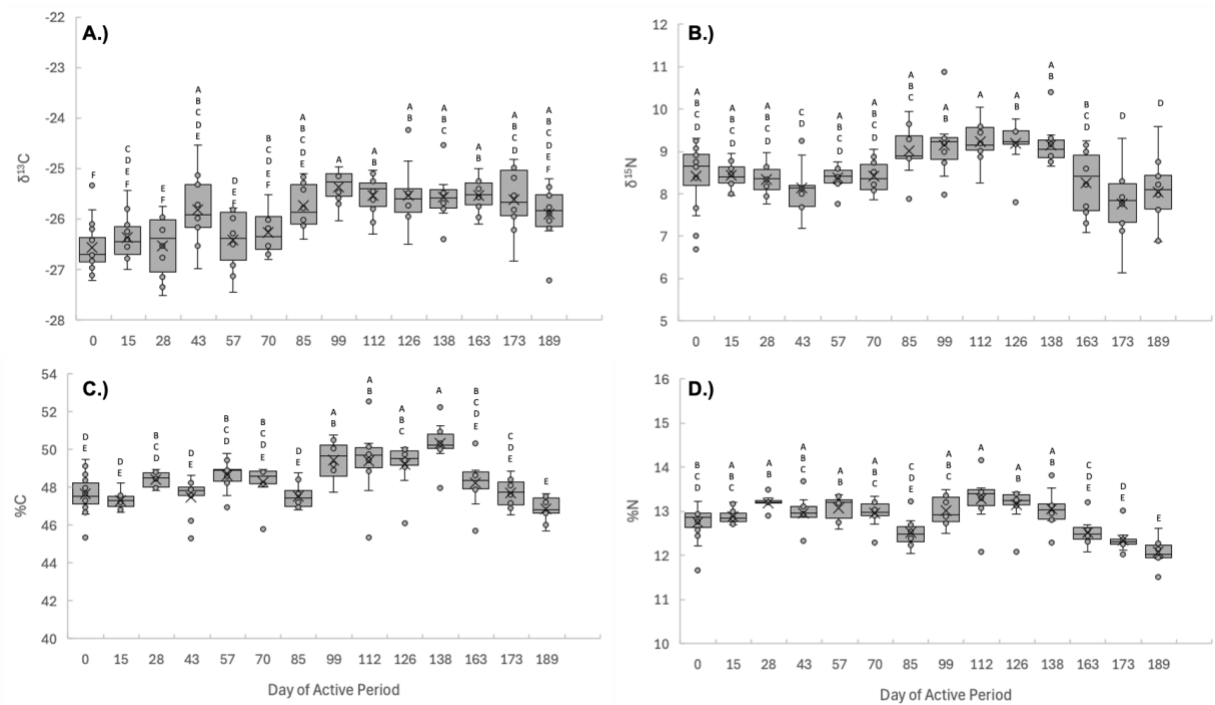 A.)
δ13C
-22
-23
-24
-25
-26
-27
-28
F
C D E F
E F
A B C D E
D E F
B C D E F
A B C D E
A
A B
A B
A B C
A B
A B C D
A B C D E F
0 15 28 43 57 70 85 99 112 126 138 163 173 189
B.)
δ15N
12
11
10
9
8
7
6
5
A B C D
A B C D
A B C D
C D
A B C D
A B C D
A B C
A B
A
A B
A B
B C D
D
D
0 15 28 43 57 70 85 99 112 126 138 163 173 189
C.)
%C
54
52
50
48
46
44
42
40
D E
D E
B C D
D E
B C D
B C D E
D E
A B
A B
A B C
A
B C D E
C D E
E
0 15 28 43 57 70 85 99 112 126 138 163 173 189
Day of Active Period
D.)
%N
16
15
14
13
12
11
10
B C D
A B C
A B
A B C
A B
A B C
C D E
A B C
A
A B
A B C
C D E
D E
E
0 15 28 43 57 70 85 99 112 126 138 163 173 189
Day of Active Period